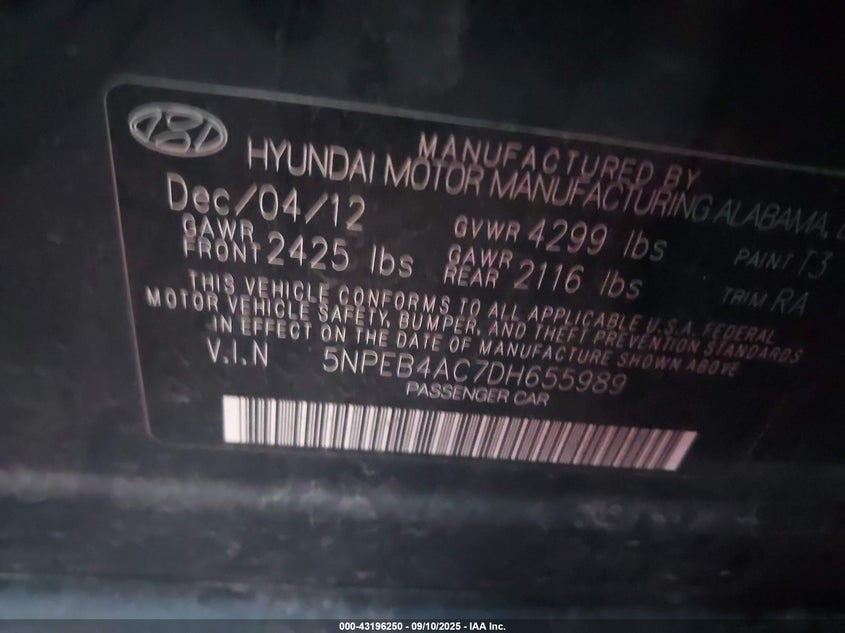 MANUFACTURED BY
HYUNDAI MOTOR MANUFACTURING ALABAMA,
Dec/04/12 GVWR 4299 lbs PAINT T3
GAWR FRONT 2425 lbs GAWR REAR 2116 lbs TRIM RA
THIS VEHICLE CONFORMS TO ALL APPLICABLE U.S.A. FEDERAL
MOTOR VEHICLE SAFETY, BUMPER, AND THEFT PREVENTION STANDARDS
IN EFFECT ON THE DATE OF MANUFACTURE SHOWN ABOVE
V.I.N 5NPEB4AC7DH655989
PASSENGER CAR
000-43196250 - 09/10/2025 - IAA Inc.